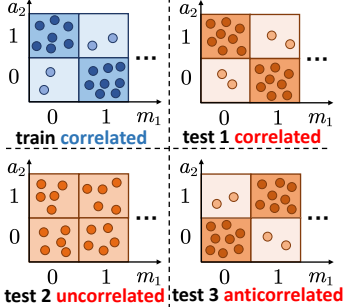 a₂
1
0
0 1 m₁
...
train correlated
a₂
1
0
0 1 m₁
...
test 1 correlated
a₂
1
0
0 1 m₁
...
test 2 uncorrelated
a₂
1
0
0 1 m₁
...
test 3 anticorrelated